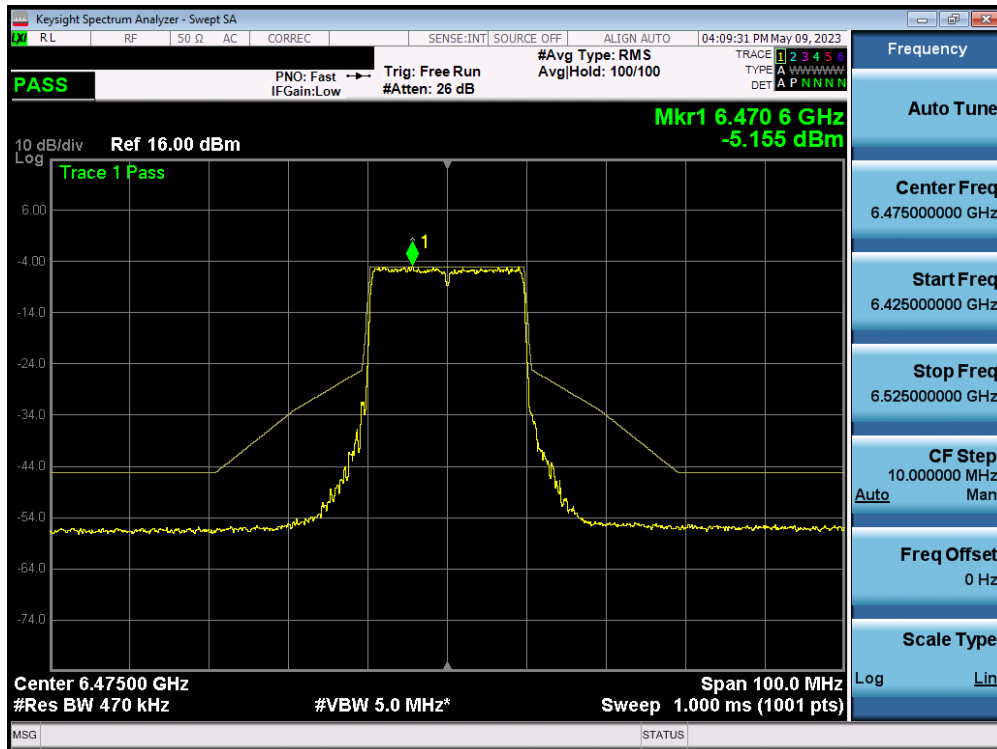 Keysight Spectrum Analyzer - Swept SA
LXI RL RF 50 Ω AC CORREC SENSE:INT SOURCE OFF ALIGN AUTO 04:09:31 PM May 09, 2023
PASS
PNO: Fast
IFGain:Low
Trig: Free Run
#Atten: 26 dB
#Avg Type: RMS
Avg|Hold: 100/100
TRACE 1 2 3 4 5 6
TYPE A WWWWW
DET A P N N N N
Mkr1 6.470 6 GHz
-5.155 dBm
10 dB/div Ref 16.00 dBm
Log
Trace 1 Pass
1
6.00
-4.00
-14.0
-24.0
-34.0
-44.0
-54.0
-64.0
-74.0
Center 6.47500 GHz Span 100.0 MHz
#Res BW 470 kHz #VBW 5.0 MHz* Sweep 1.000 ms (1001 pts)
MSG STATUS
Frequency
Auto Tune
Center Freq
6.475000000 GHz
Start Freq
6.425000000 GHz
Stop Freq
6.525000000 GHz
CF Step
10.000000 MHz
Auto Man
Freq Offset
0 Hz
Scale Type
Log Lin